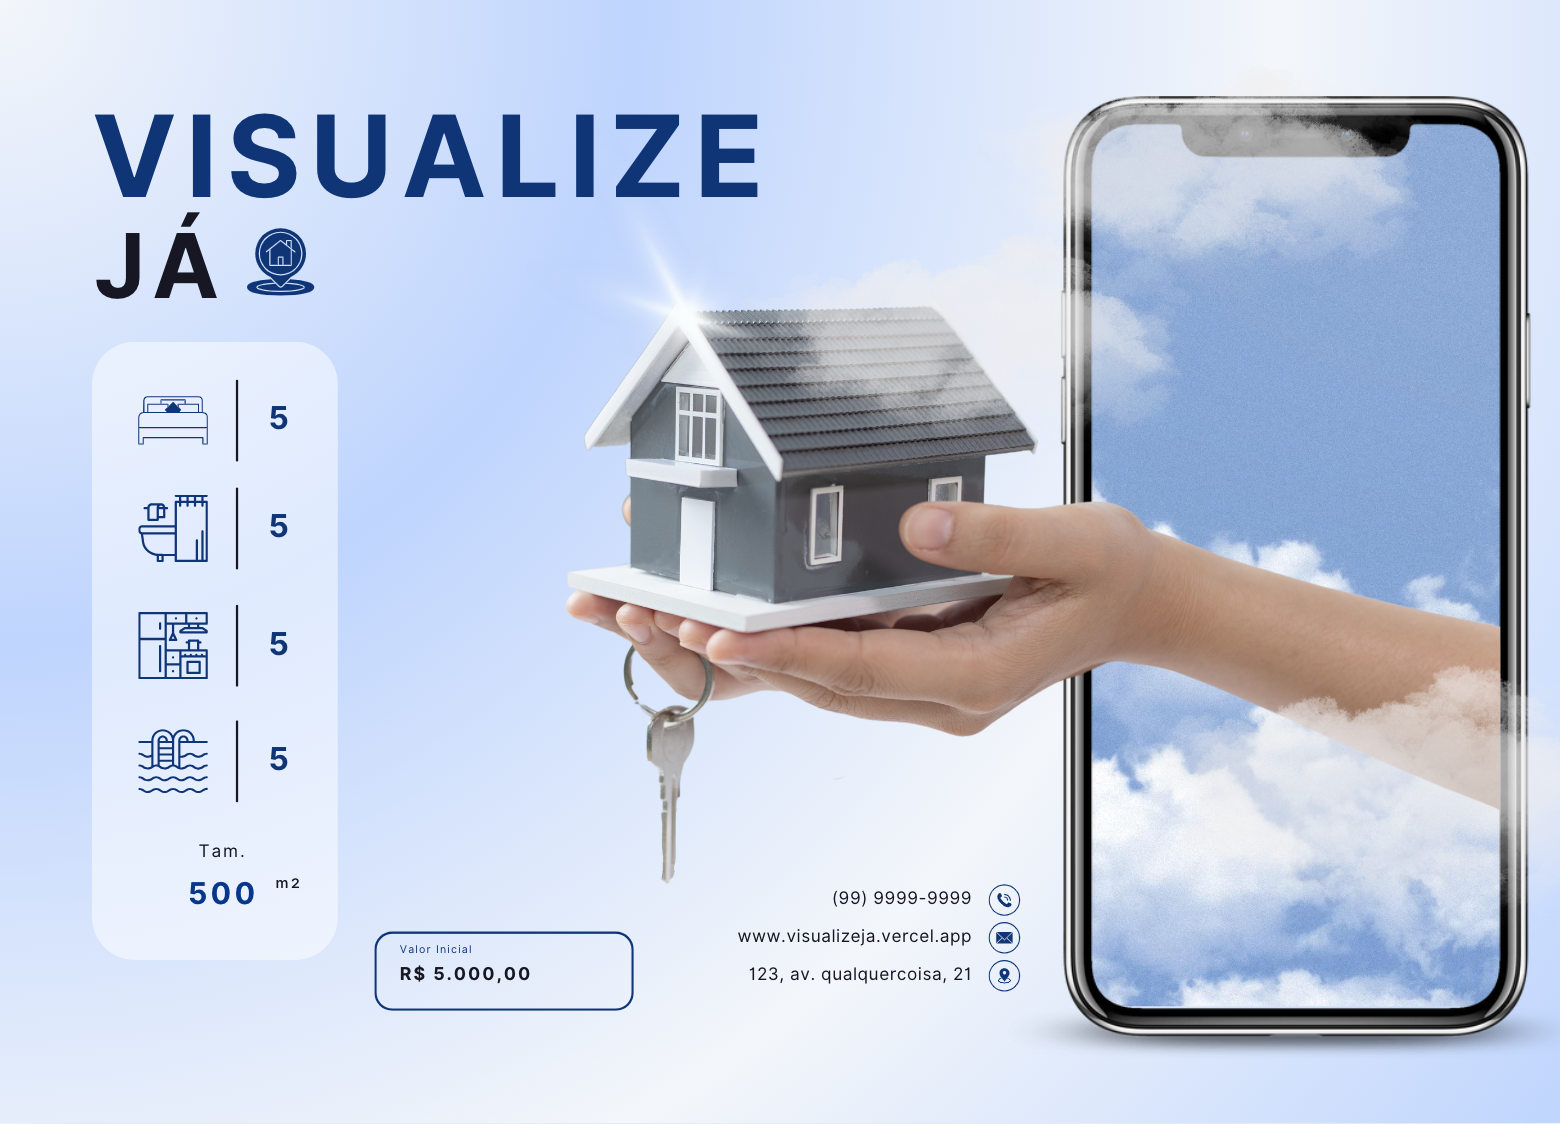 VISUALIZE
JÁ
5
5
5
5
Tam.
500 m2
Valor Inicial
R$ 5.000,00
(99) 9999-9999
www.visualizeja.vercel.app
123, av. qualquercoisa, 21